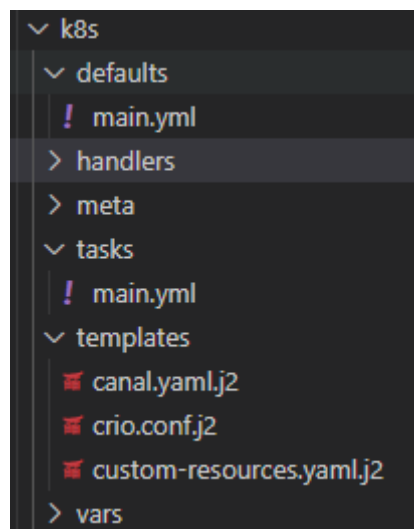 k8s
defaults
! main.yml
handlers
meta
tasks
! main.yml
templates
canal.yaml.j2
crio.conf.j2
custom-resources.yaml.j2
vars